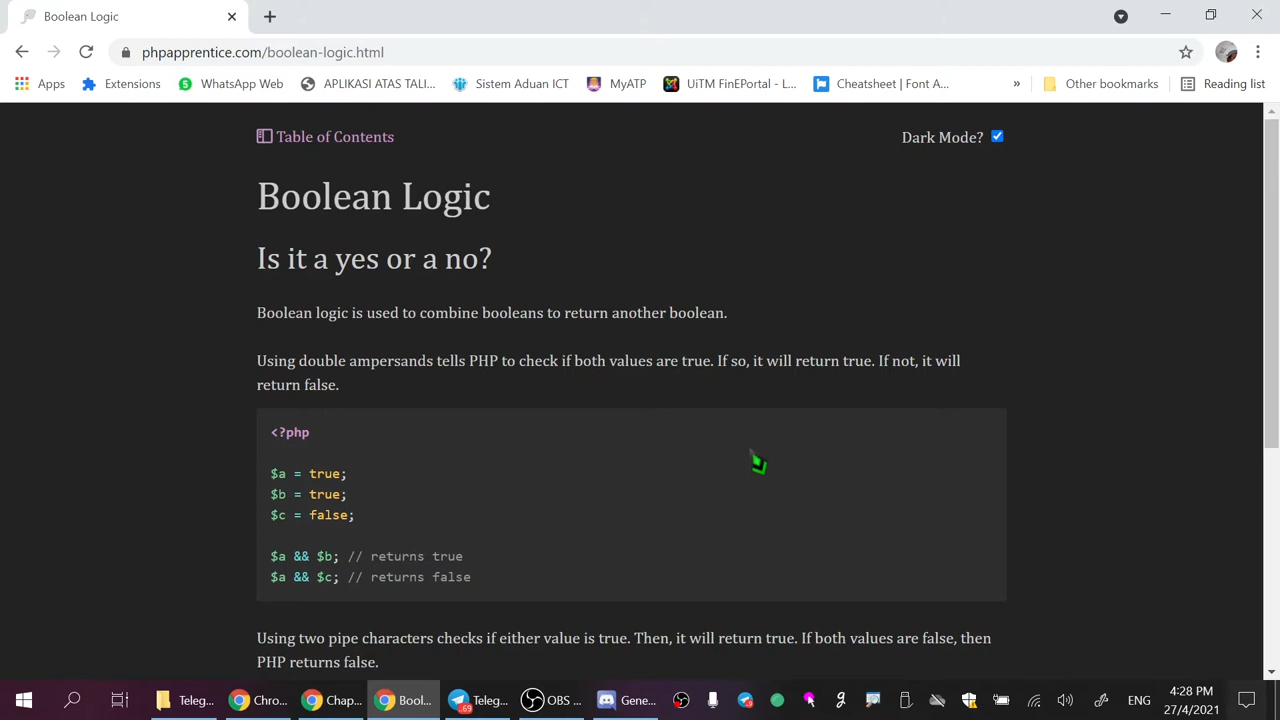 Boolean Logic
phpapprentice.com/boolean-logic.html
Apps
Extensions
5
WhatsApp Web
APLIKASI ATAS TALI...
Sistem Aduan ICT
MyATP
UiTM FinEPortal - L...
Cheatsheet | Font A...
»
Other bookmarks
Reading list
Table of Contents
Dark Mode?
Boolean Logic
Is it a yes or a no?
Boolean logic is used to combine booleans to return another boolean.
Using double ampersands tells PHP to check if both values are true. If so, it will return true. If not, it will
return false.
<?php
$a = true;
$b = true;
$c = false;
$a && $b; // returns true
$a && $c; // returns false
Using two pipe characters checks if either value is true. Then, it will return true. If both values are false, then
PHP returns false.
Teleg...
Chro...
Chap...
Bool...
69
Teleg...
OBS ...
Gene...
ENG
4:28 PM
27/4/2021